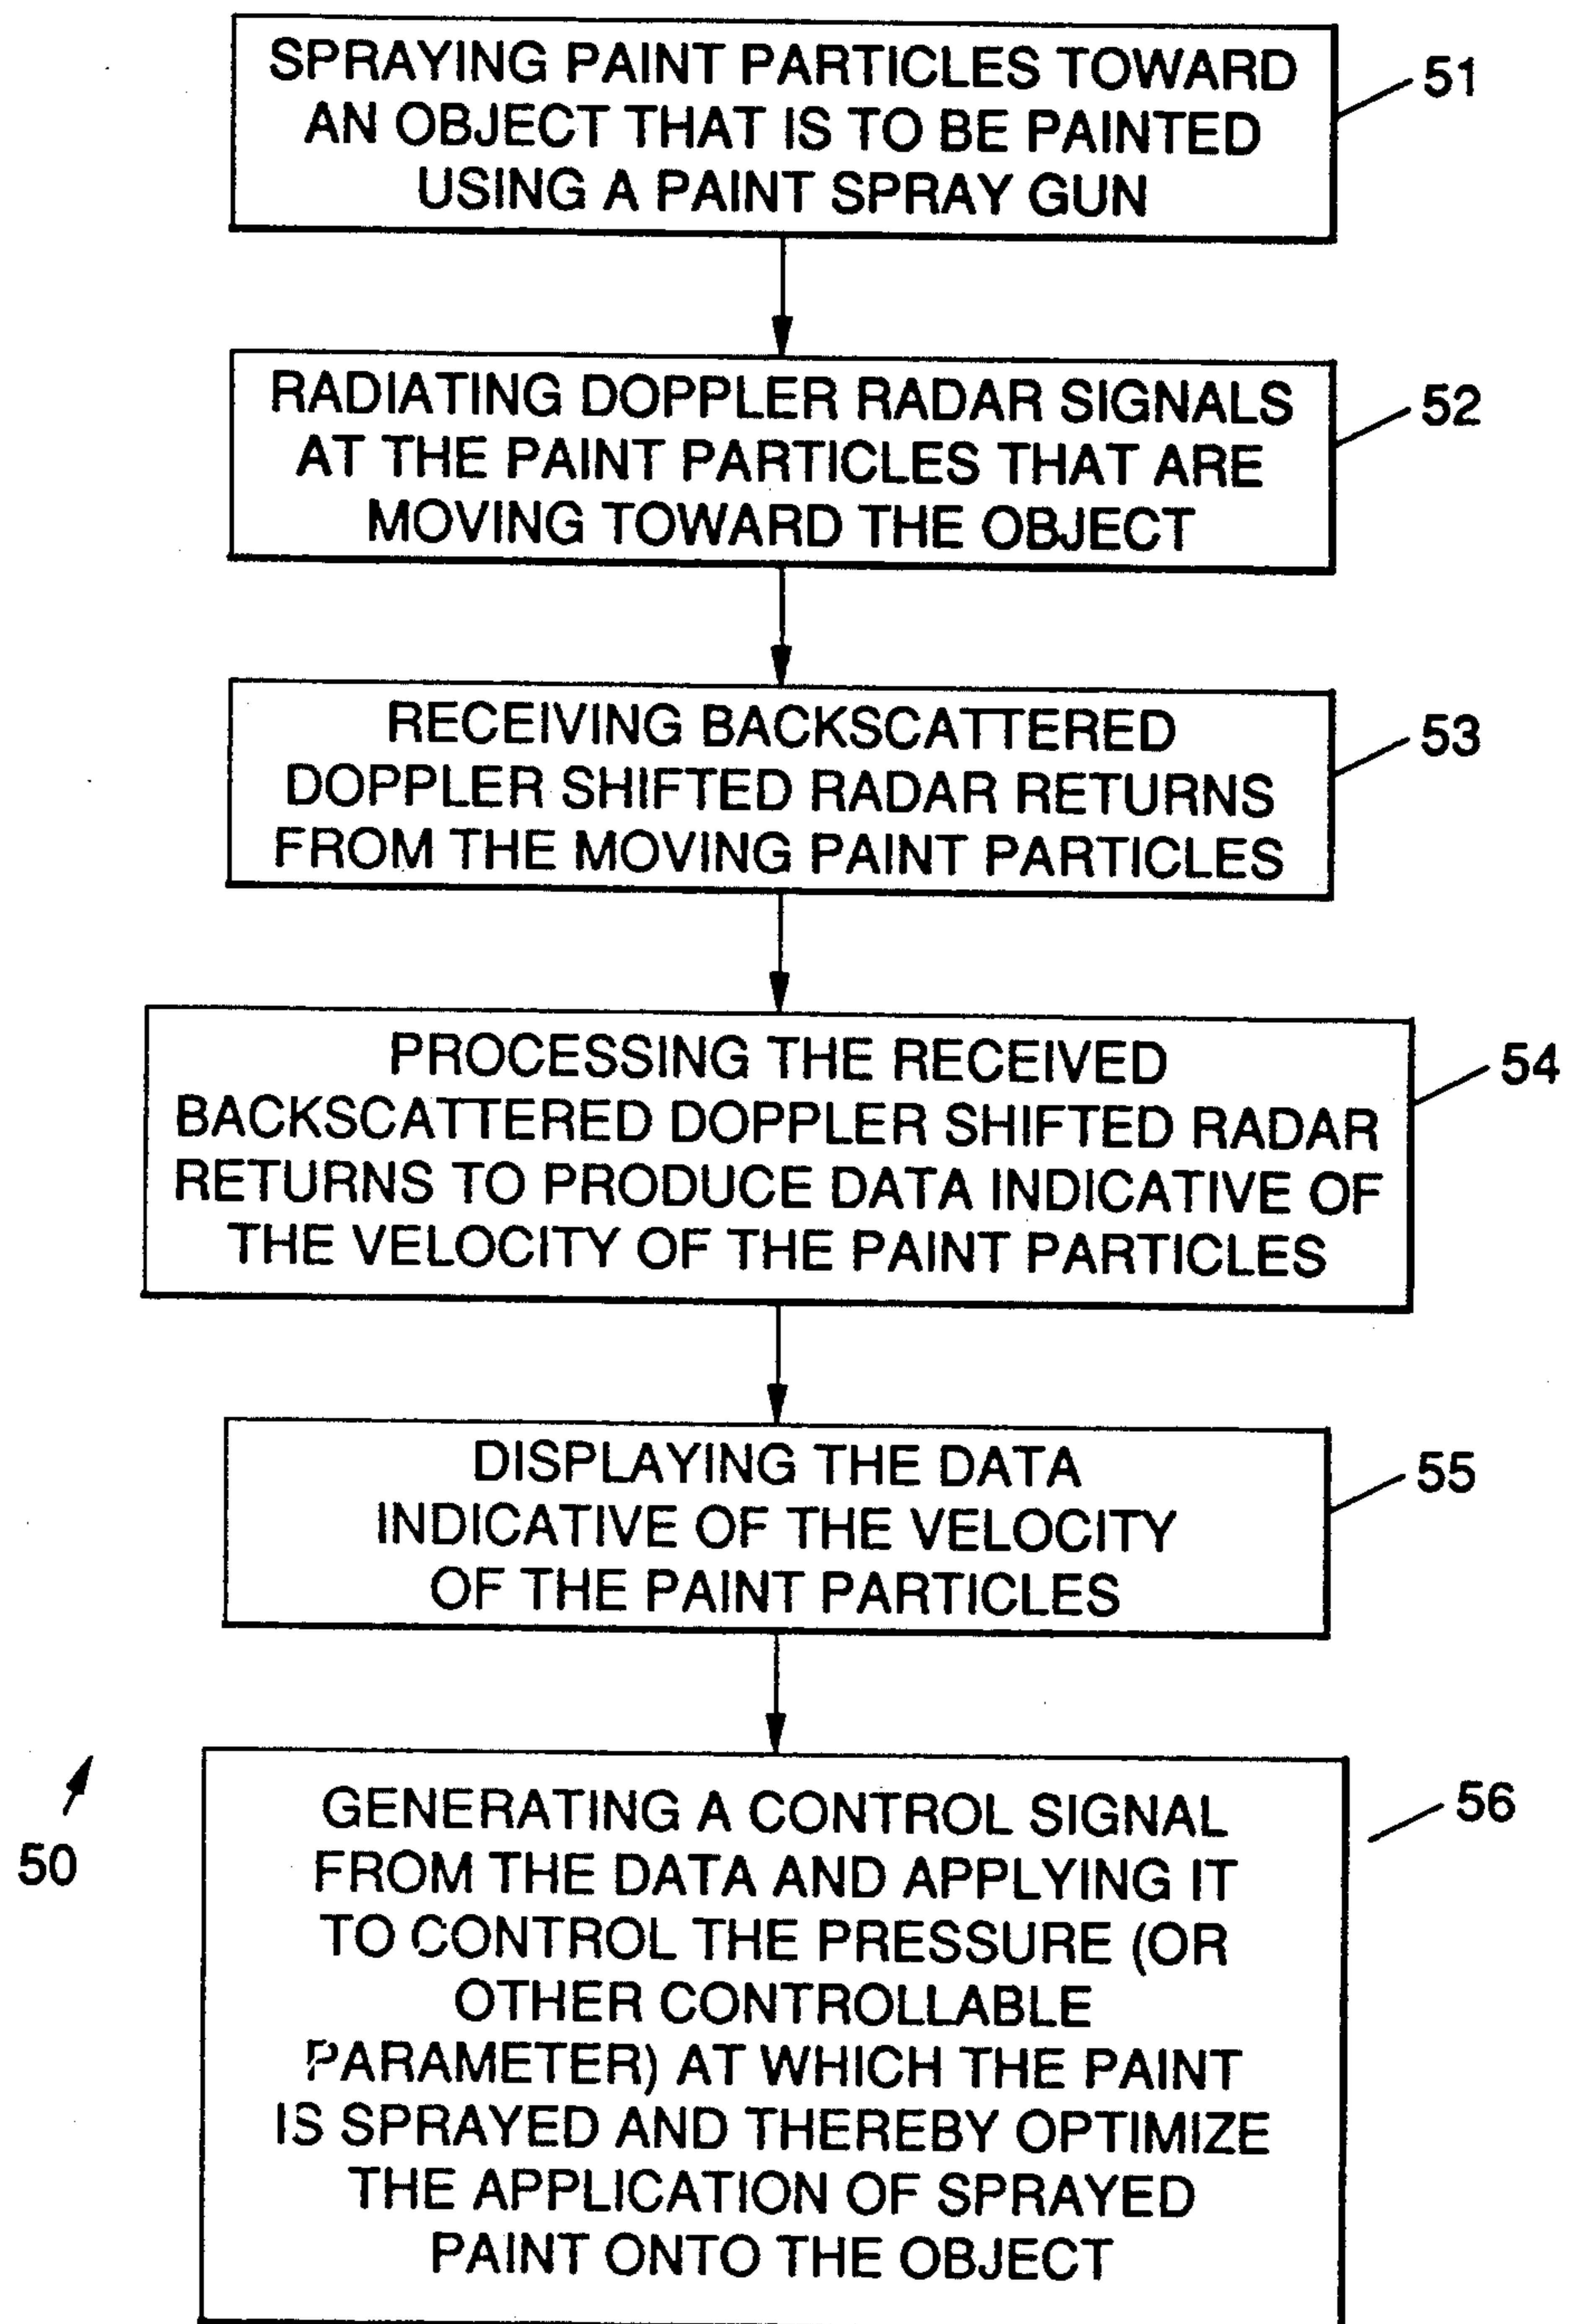 SPRAYING PAINT PARTICLES TOWARD
AN OBJECT THAT IS TO BE PAINTED
USING A PAINT SPRAY GUN
51
RADIATING DOPPLER RADAR SIGNALS
AT THE PAINT PARTICLES THAT ARE
MOVING TOWARD THE OBJECT
52
RECEIVING BACKSCATTERED
DOPPLER SHIFTED RADAR RETURNS
FROM THE MOVING PAINT PARTICLES
53
PROCESSING THE RECEIVED
BACKSCATTERED DOPPLER SHIFTED RADAR
RETURNS TO PRODUCE DATA INDICATIVE OF
THE VELOCITY OF THE PAINT PARTICLES
54
DISPLAYING THE DATA
INDICATIVE OF THE VELOCITY
OF THE PAINT PARTICLES
55
GENERATING A CONTROL SIGNAL
FROM THE DATA AND APPLYING IT
TO CONTROL THE PRESSURE (OR
OTHER CONTROLLABLE
PARAMETER) AT WHICH THE PAINT
IS SPRAYED AND THEREBY OPTIMIZE
THE APPLICATION OF SPRAYED
PAINT ONTO THE OBJECT
56
50